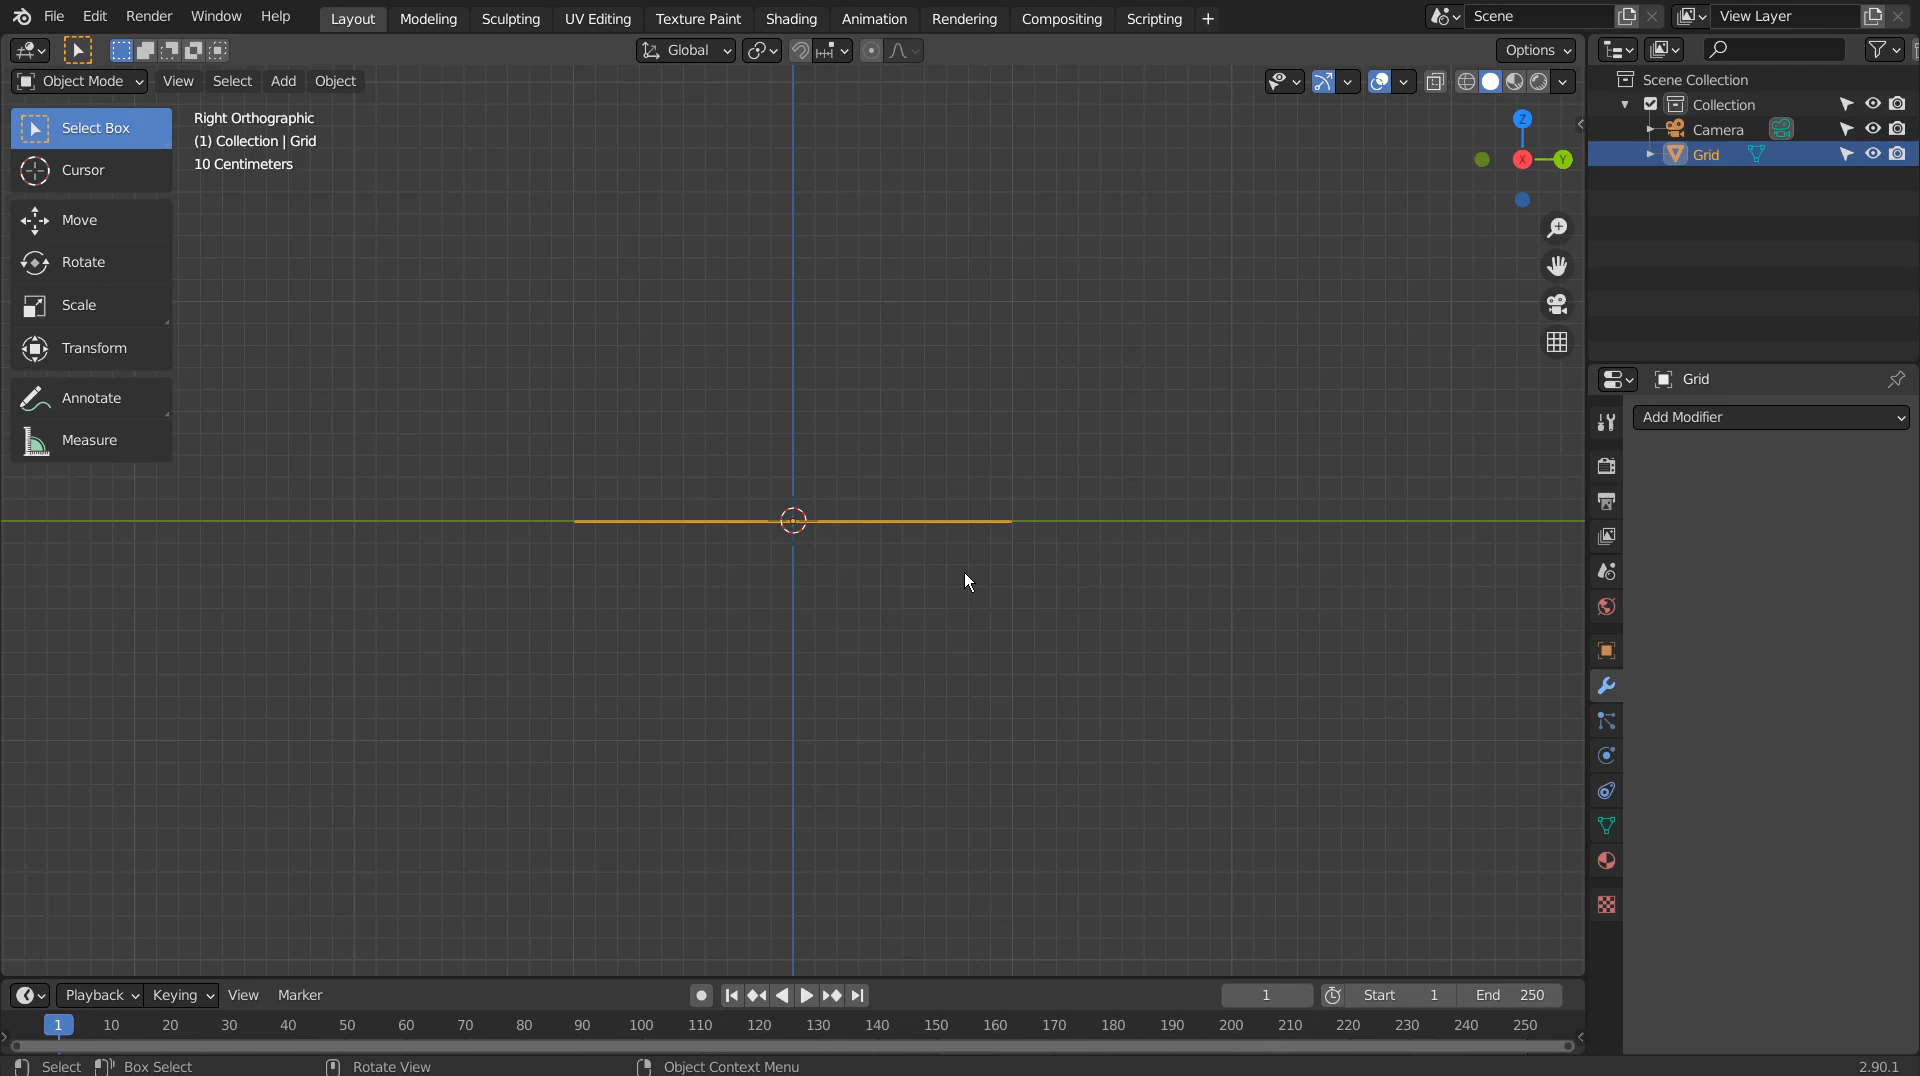 File Edit Render Window Help
Layout Modeling Sculpting UV Editing Texture Paint Shading Animation Rendering Compositing Scripting +
Scene
View Layer
Global
Options
Object Mode View Select Add Object
Select Box
Cursor
Move
Rotate
Scale
Transform
Annotate
Measure
Right Orthographic
(1) Collection | Grid
10 Centimeters
Z
X
Y
Scene Collection
Collection
Camera
Grid
Grid
Add Modifier
Playback Keying View Marker
1
Start 1
End 250
1 10 20 30 40 50 60 70 80 90 100 110 120 130 140 150 160 170 180 190 200 210 220 230 240 250
Select Box Select Rotate View Object Context Menu 2.90.1